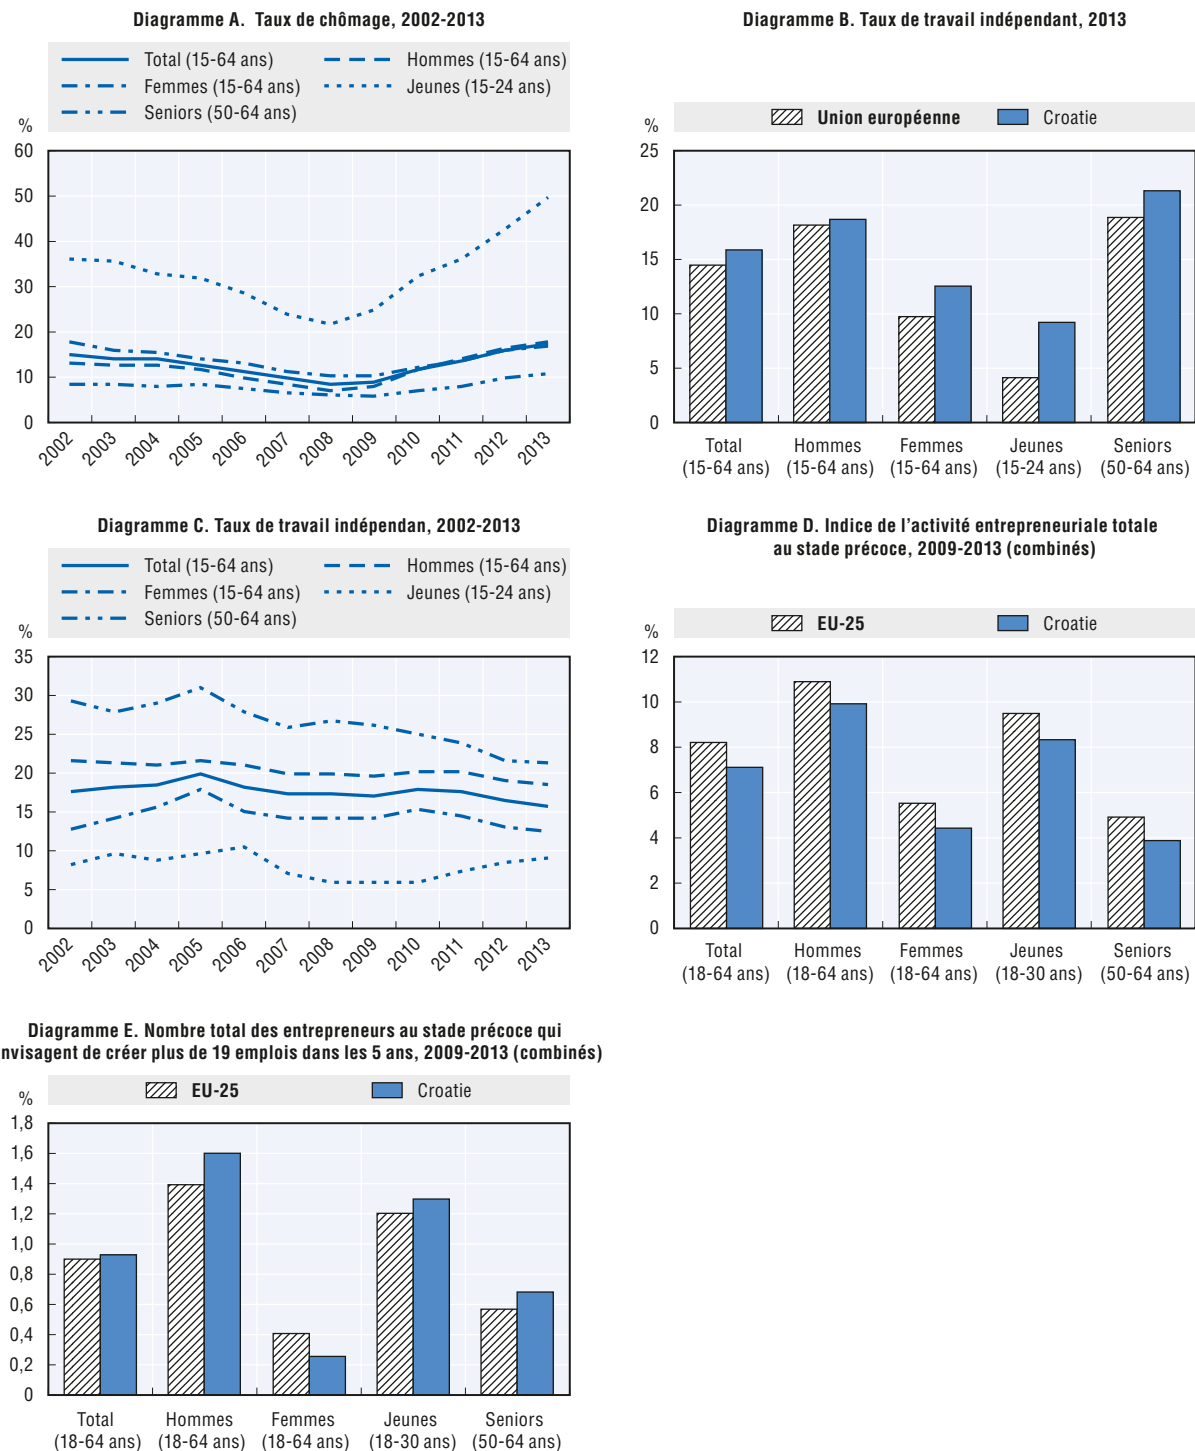 Diagramme A. Taux de chômage, 2002-2013
Total (15-64 ans)
Hommes (15-64 ans)
Femmes (15-64 ans)
Jeunes (15-24 ans)
Seniors (50-64 ans)
%
60
50
40
30
20
10
0
2002
2003
2004
2005
2006
2007
2008
2009
2010
2011
2012
2013
Diagramme B. Taux de travail indépendant, 2013
Union européenne
Croatie
%
25
20
15
10
5
0
Total
(15-64 ans)
Hommes
(15-64 ans)
Femmes
(15-64 ans)
Jeunes
(15-24 ans)
Seniors
(50-64 ans)
Diagramme C. Taux de travail indépendan, 2002-2013
Total (15-64 ans)
Hommes (15-64 ans)
Femmes (15-64 ans)
Jeunes (15-24 ans)
Seniors (50-64 ans)
%
35
30
25
20
15
10
5
0
2002
2003
2004
2005
2006
2007
2008
2009
2010
2011
2012
2013
Diagramme D. Indice de l’activité entrepreneuriale totale
au stade précoce, 2009-2013 (combinés)
EU-25
Croatie
%
12
10
8
6
4
2
0
Total
(18-64 ans)
Hommes
(18-64 ans)
Femmes
(18-64 ans)
Jeunes
(18-30 ans)
Seniors
(50-64 ans)
Diagramme E. Nombre total des entrepreneurs au stade précoce qui
nvisagent de créer plus de 19 emplois dans les 5 ans, 2009-2013 (combinés)
EU-25
Croatie
%
1,8
1,6
1,4
1,2
1,0
0,8
0,6
0,4
0,2
0
Total
(18-64 ans)
Hommes
(18-64 ans)
Femmes
(18-64 ans)
Jeunes
(18-30 ans)
Seniors
(50-64 ans)